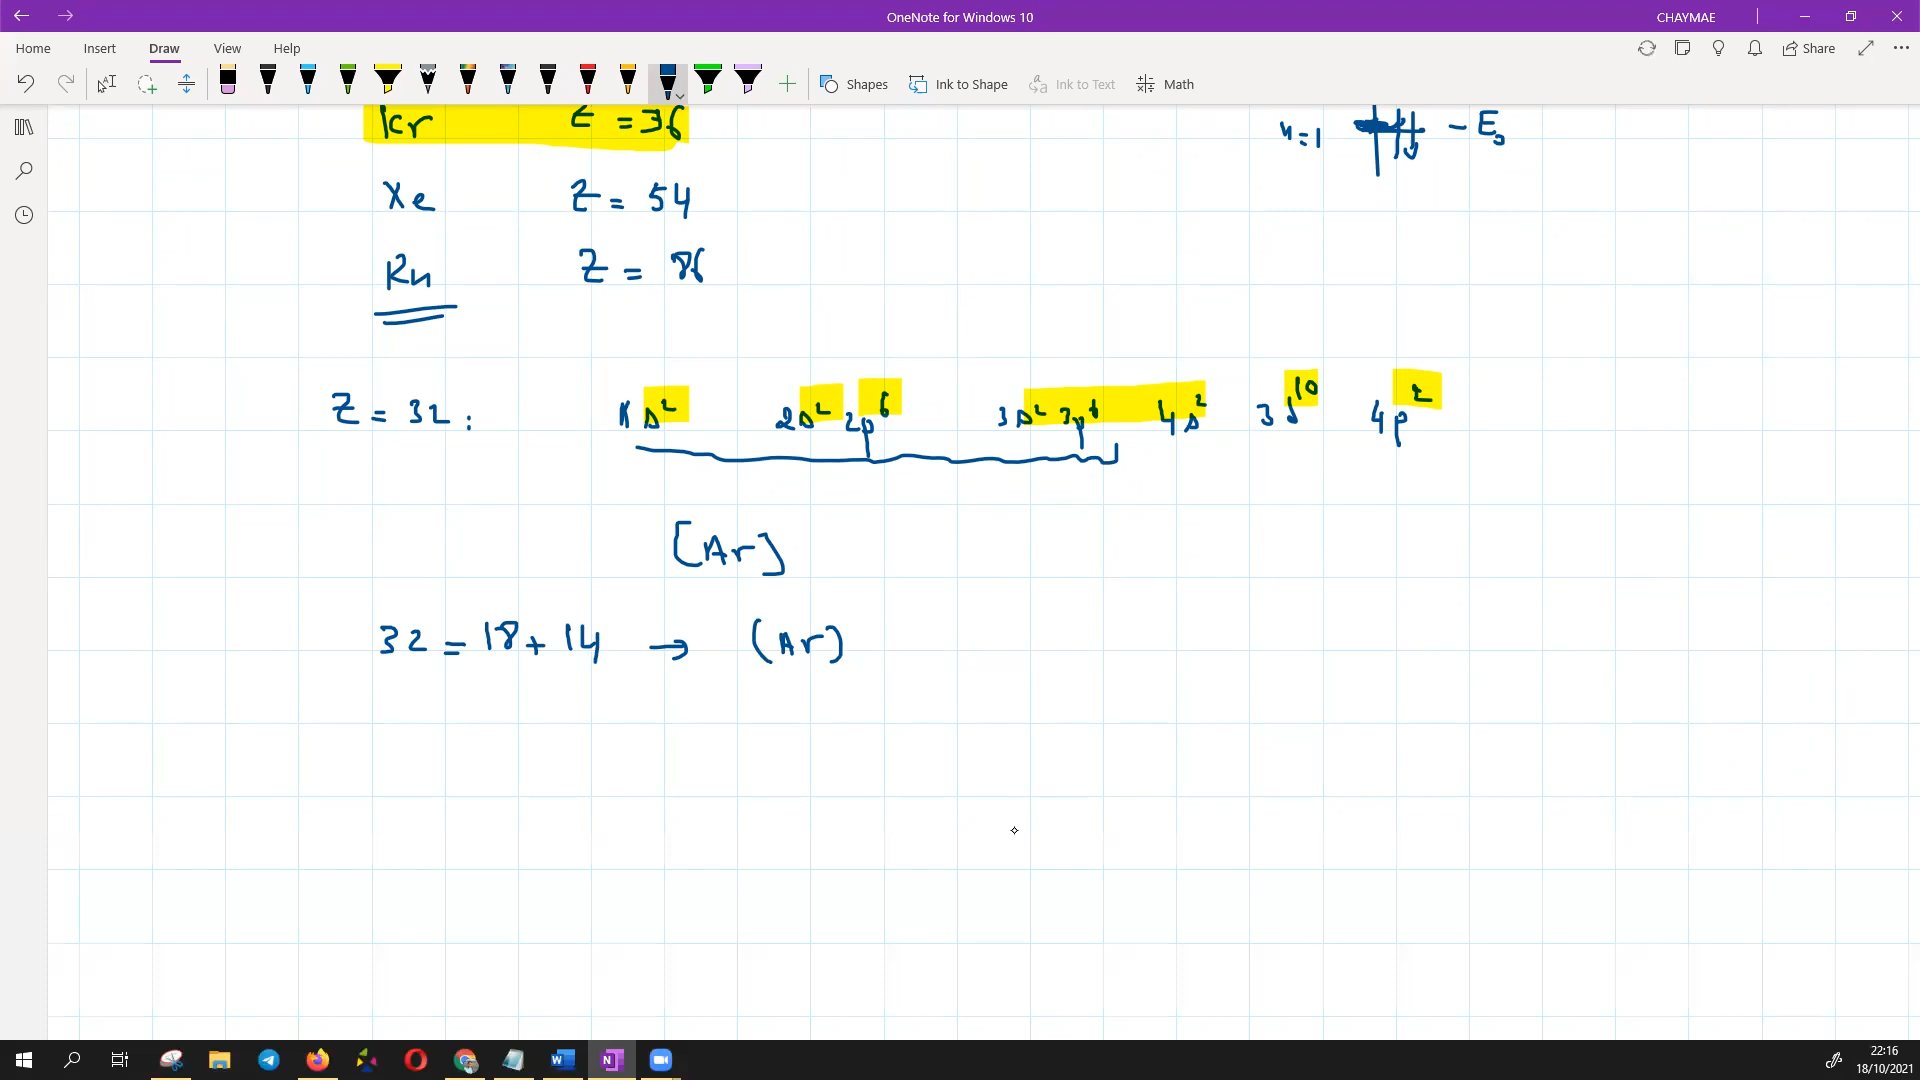 OneNote for Windows 10
CHAYMAE
Home Insert Draw View Help
Share
Shapes
Ink to Shape
Ink to Text
Math
Kr Z = 36
n = 1
Xe Z = 54
Rn Z = 86
Z = 32 : 1s² 2s² 2p⁶ 3s² 3p⁶ 4s² 3d¹⁰ 4p²
[Ar]
32 = 18 + 14 → (Ar)
22:16
18/10/2021